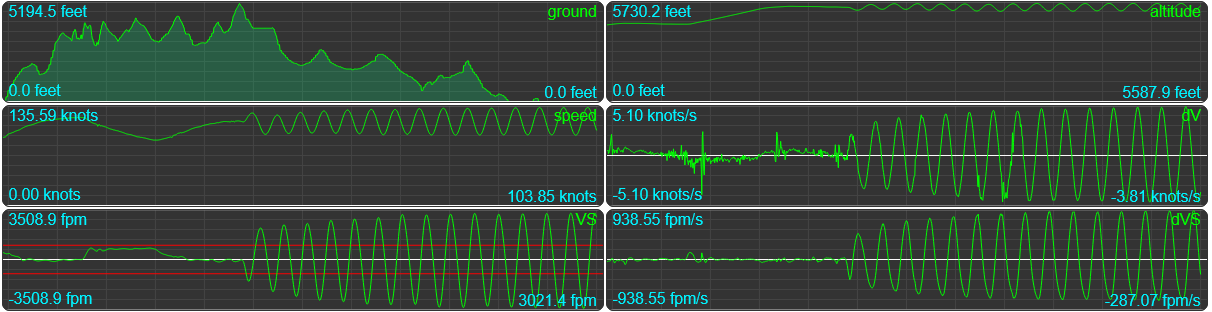 5194.5 feet
ground
0.0 feet
0.0 feet
5730.2 feet
altitude
0.0 feet
5587.9 feet
135.59 knots
speed
0.00 knots
103.85 knots
5.10 knots/s
dV
-5.10 knots/s
-3.81 knots/s
3508.9 fpm
VS
-3508.9 fpm
3021.4 fpm
938.55 fpm/s
dVS
-938.55 fpm/s
-287.07 fpm/s